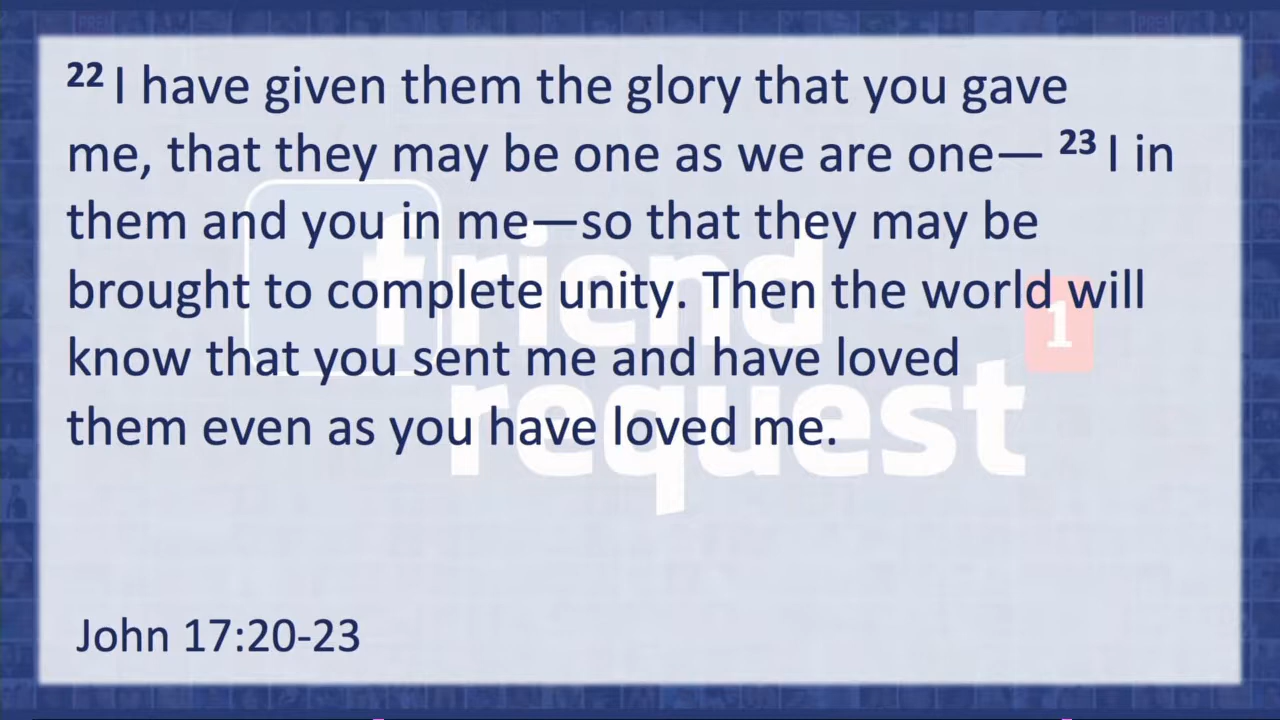 22 I have given them the glory that you gave
me, that they may be one as we are one— 23 I in
them and you in me—so that they may be
brought to complete unity. Then the world will
know that you sent me and have loved
them even as you have loved me.
friend
1
request
John 17:20-23